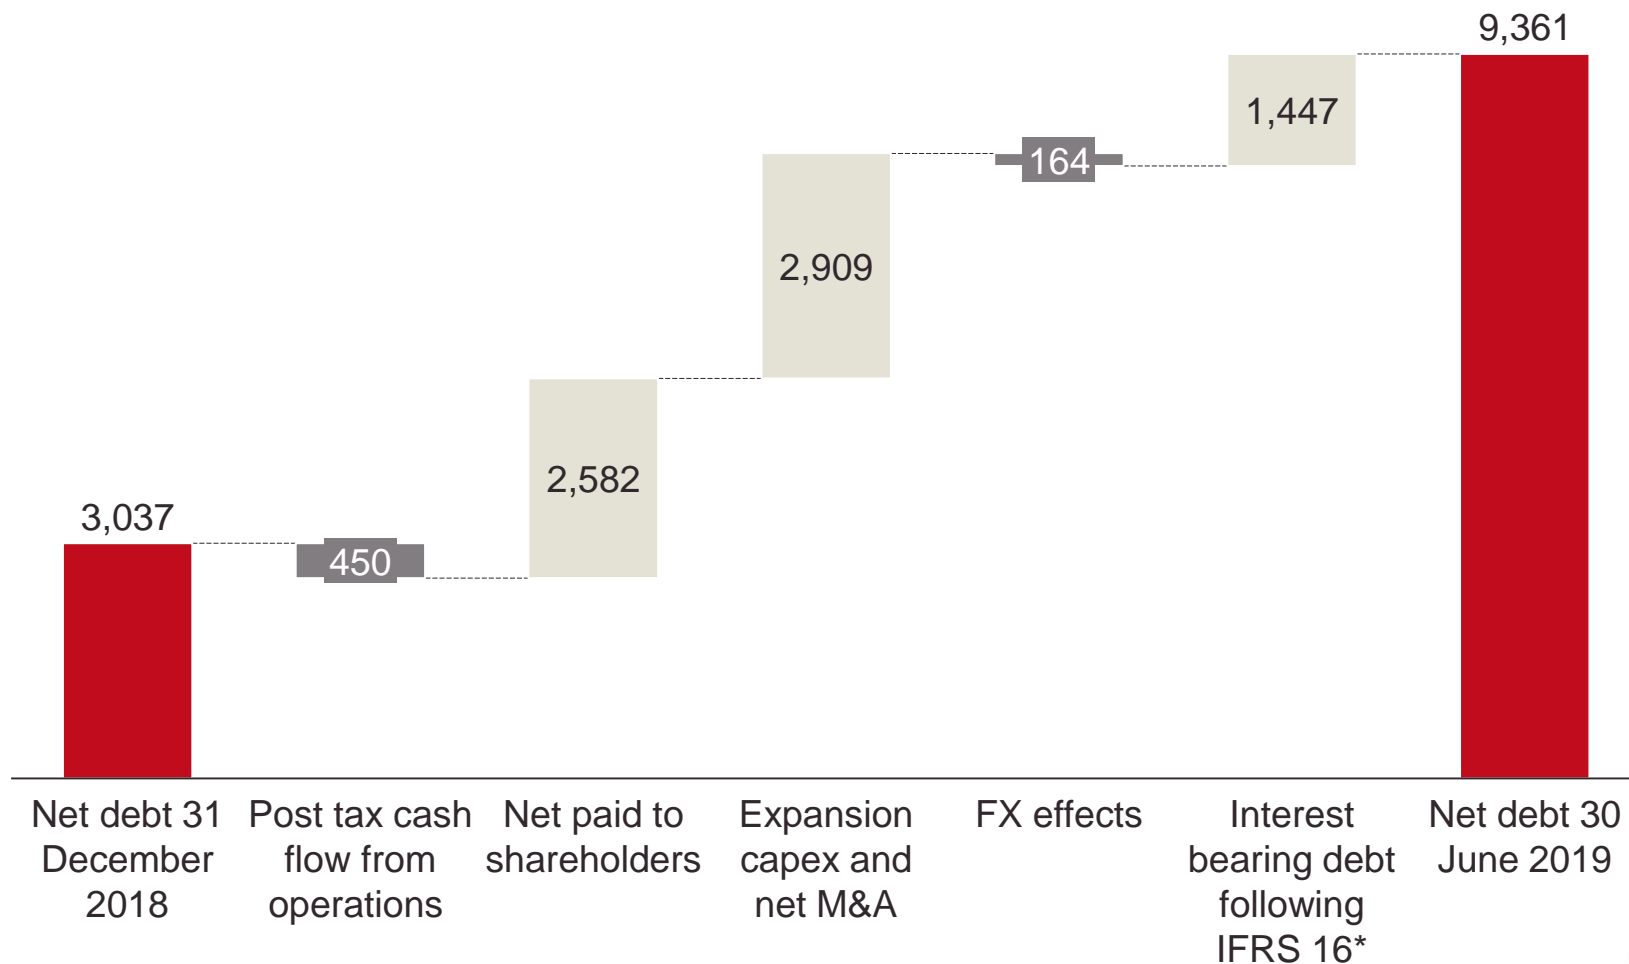 9,361
1,447
164
2,909
2,582
3,037
450
Net debt 31
December
2018
Post tax cash
flow from
operations
Net paid to
shareholders
Expansion
capex and
net M&A
FX effects
Interest
bearing debt
following
IFRS 16*
Net debt 30
June 2019